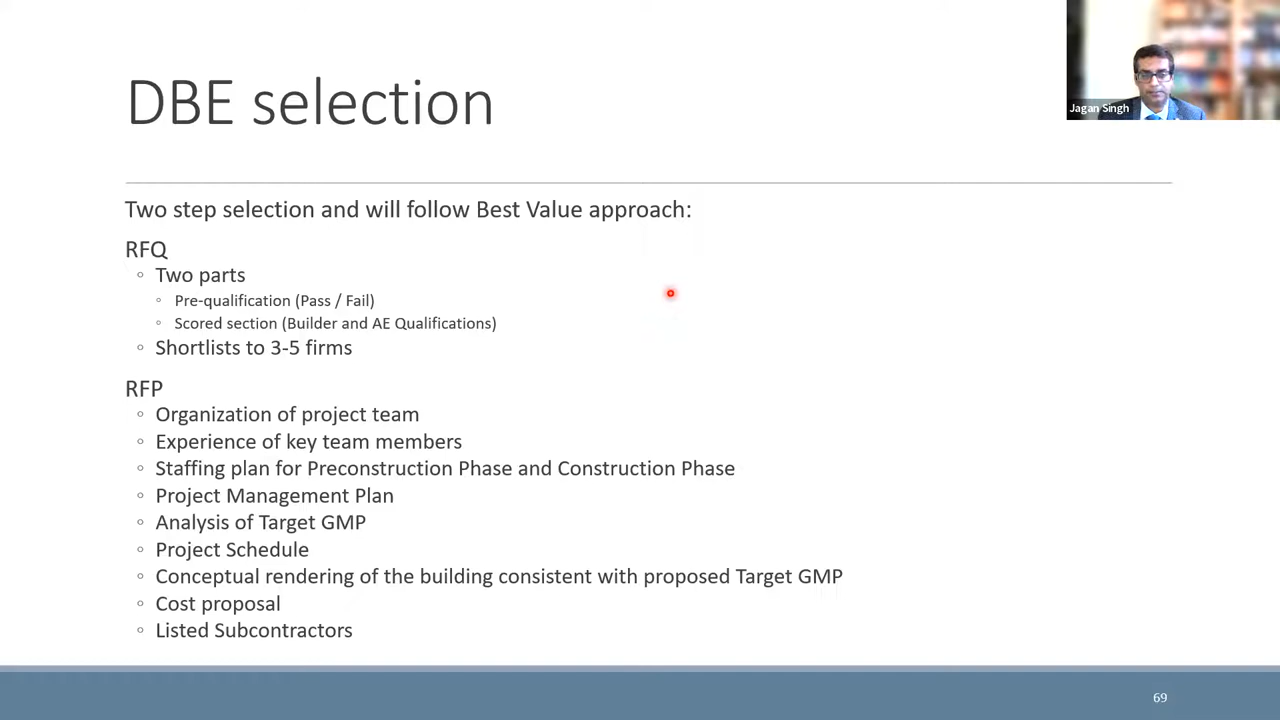 DBE selection
Jagan Singh
Two step selection and will follow Best Value approach:
RFQ
◦ Two parts
◦ Pre-qualification (Pass / Fail)
◦ Scored section (Builder and AE Qualifications)
◦ Shortlists to 3-5 firms
RFP
◦ Organization of project team
◦ Experience of key team members
◦ Staffing plan for Preconstruction Phase and Construction Phase
◦ Project Management Plan
◦ Analysis of Target GMP
◦ Project Schedule
◦ Conceptual rendering of the building consistent with proposed Target GMP
◦ Cost proposal
◦ Listed Subcontractors
69